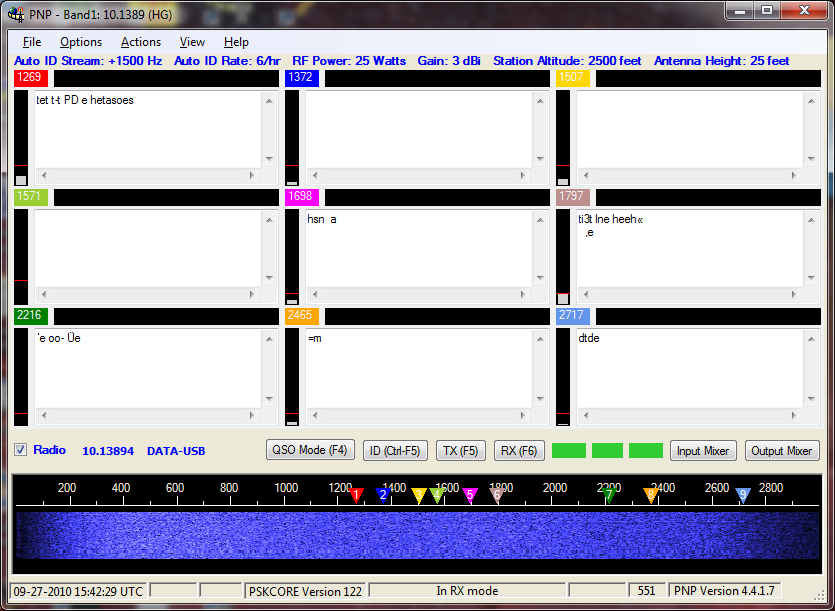 PNP - Band1: 10.1389 (HG)
File Options Actions View Help
Auto ID Stream: +1500 Hz Auto ID Rate: 6/hr RF Power: 25 Watts Gain: 3 dBi Station Altitude: 2500 feet Antenna Height: 25 feet
1269 1372 1507
tet t-t PD e hetasoes
1571 1698 1797
hsn a ti3t lne heeh«
,e
2216 2465 2717
'e oo- Üe =m dtde
Radio 10.13894 DATA-USB QSO Mode (F4) ID (Ctrl-F5) TX (F5) RX (F6) Input Mixer Output Mixer
200 400 600 800 1000 1200 1400 1600 1800 2000 2200 2400 2600 2800
1 2 3 4 5 6 7 8 9
09-27-2010 15:42:29 UTC PSKCORE Version 122 In RX mode 551 PNP Version 4.4.1.7